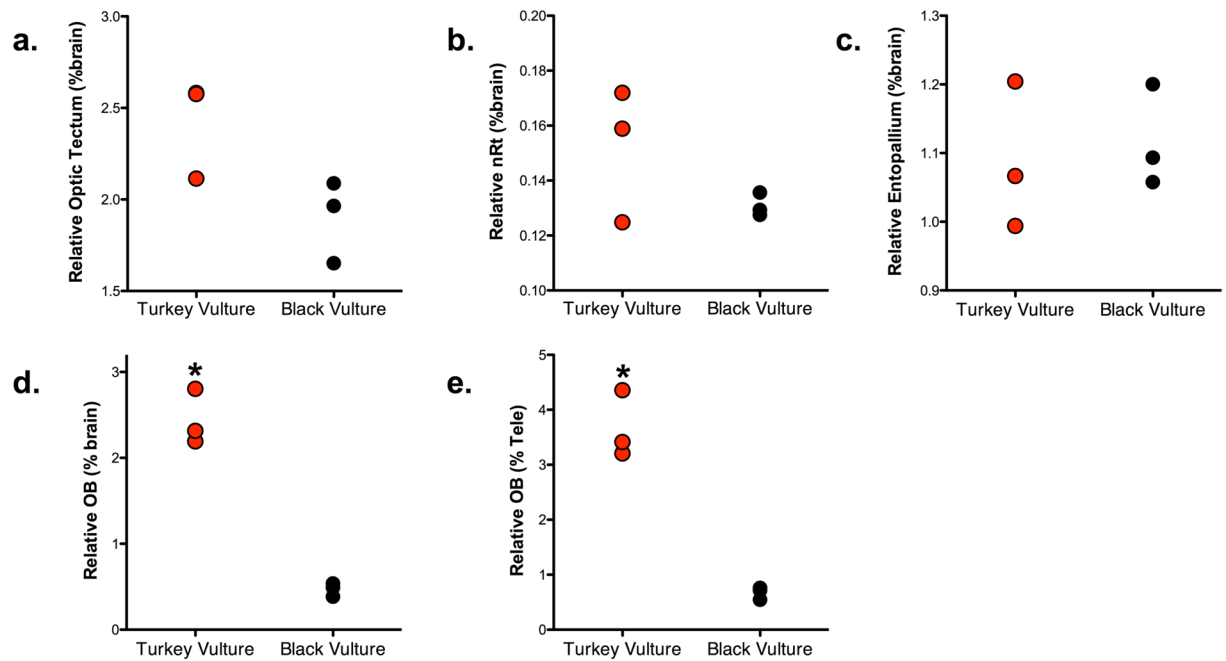 a.
Relative Optic Tectum (%brain)
3.0
2.5
2.0
1.5
Turkey Vulture Black Vulture
b.
Relative nRt (%brain)
0.20
0.18
0.16
0.14
0.12
0.10
Turkey Vulture Black Vulture
c.
Relative Entopallium (%brain)
1.3
1.2
1.1
1.0
0.9
Turkey Vulture Black Vulture
d.
Relative OB (% brain)
3
2
1
0
*
Turkey Vulture Black Vulture
e.
Relative OB (% Tele)
5
4
3
2
1
0
*
Turkey Vulture Black Vulture